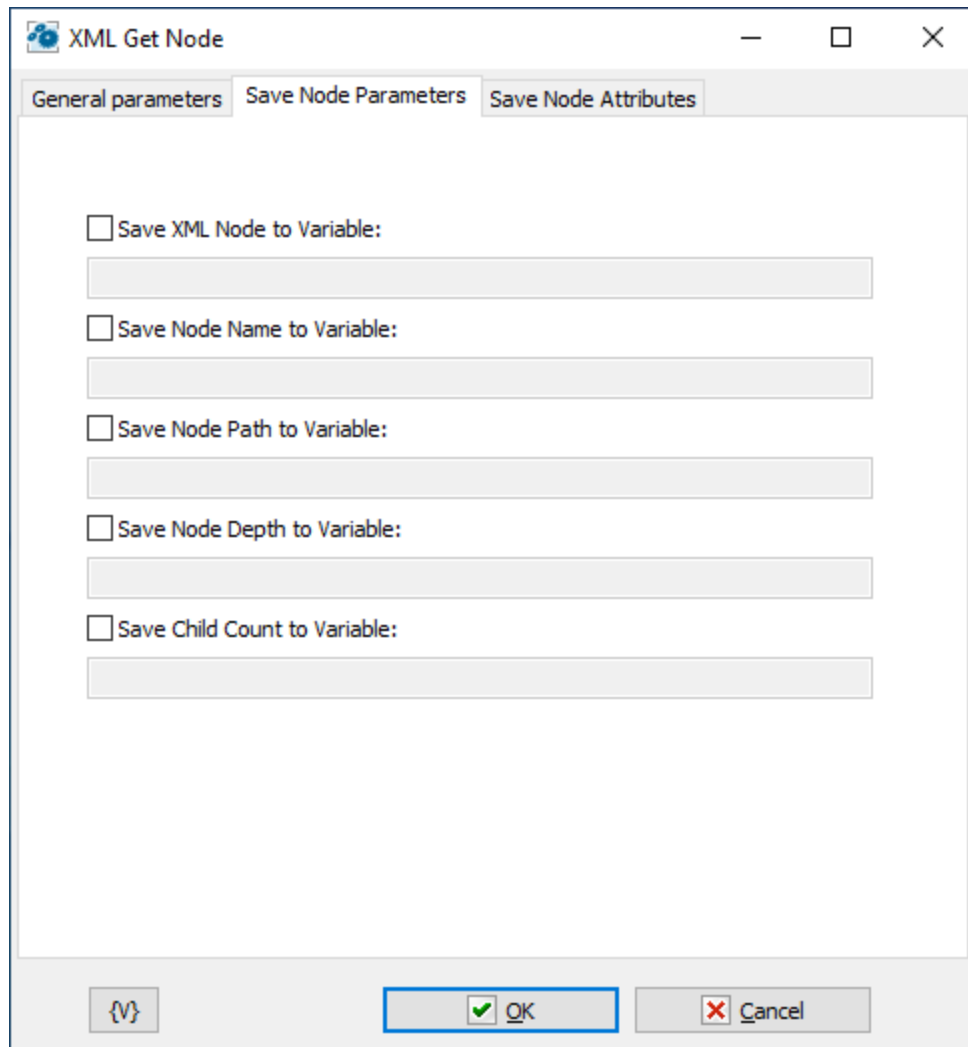 XML Get Node
General parameters Save Node Parameters Save Node Attributes
Save XML Node to Variable:
Save Node Name to Variable:
Save Node Path to Variable:
Save Node Depth to Variable:
Save Child Count to Variable:
{V} OK Cancel